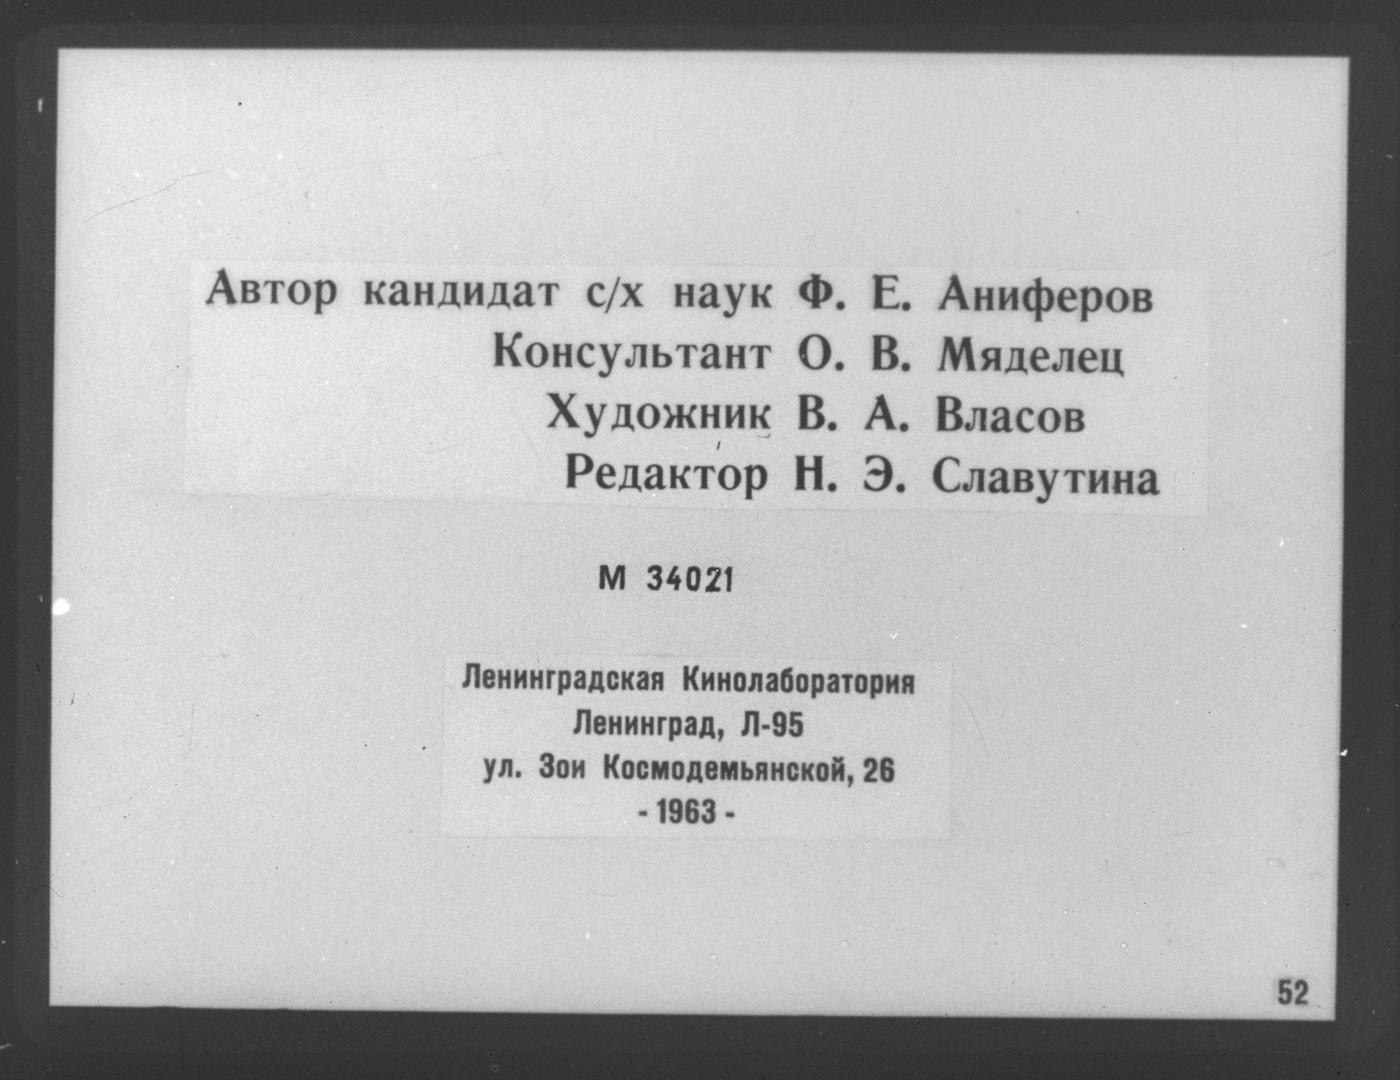 Автор кандидат с/х наук Ф. Е. Аниферов
Консультант О. В. Мяделец
Художник В. А. Власов
Редактор Н. Э. Славутина
М 34021
Ленинградская Кинолаборатория
Ленинград, Л-95
ул. Зои Космодемьянской, 26
- 1963 -
52